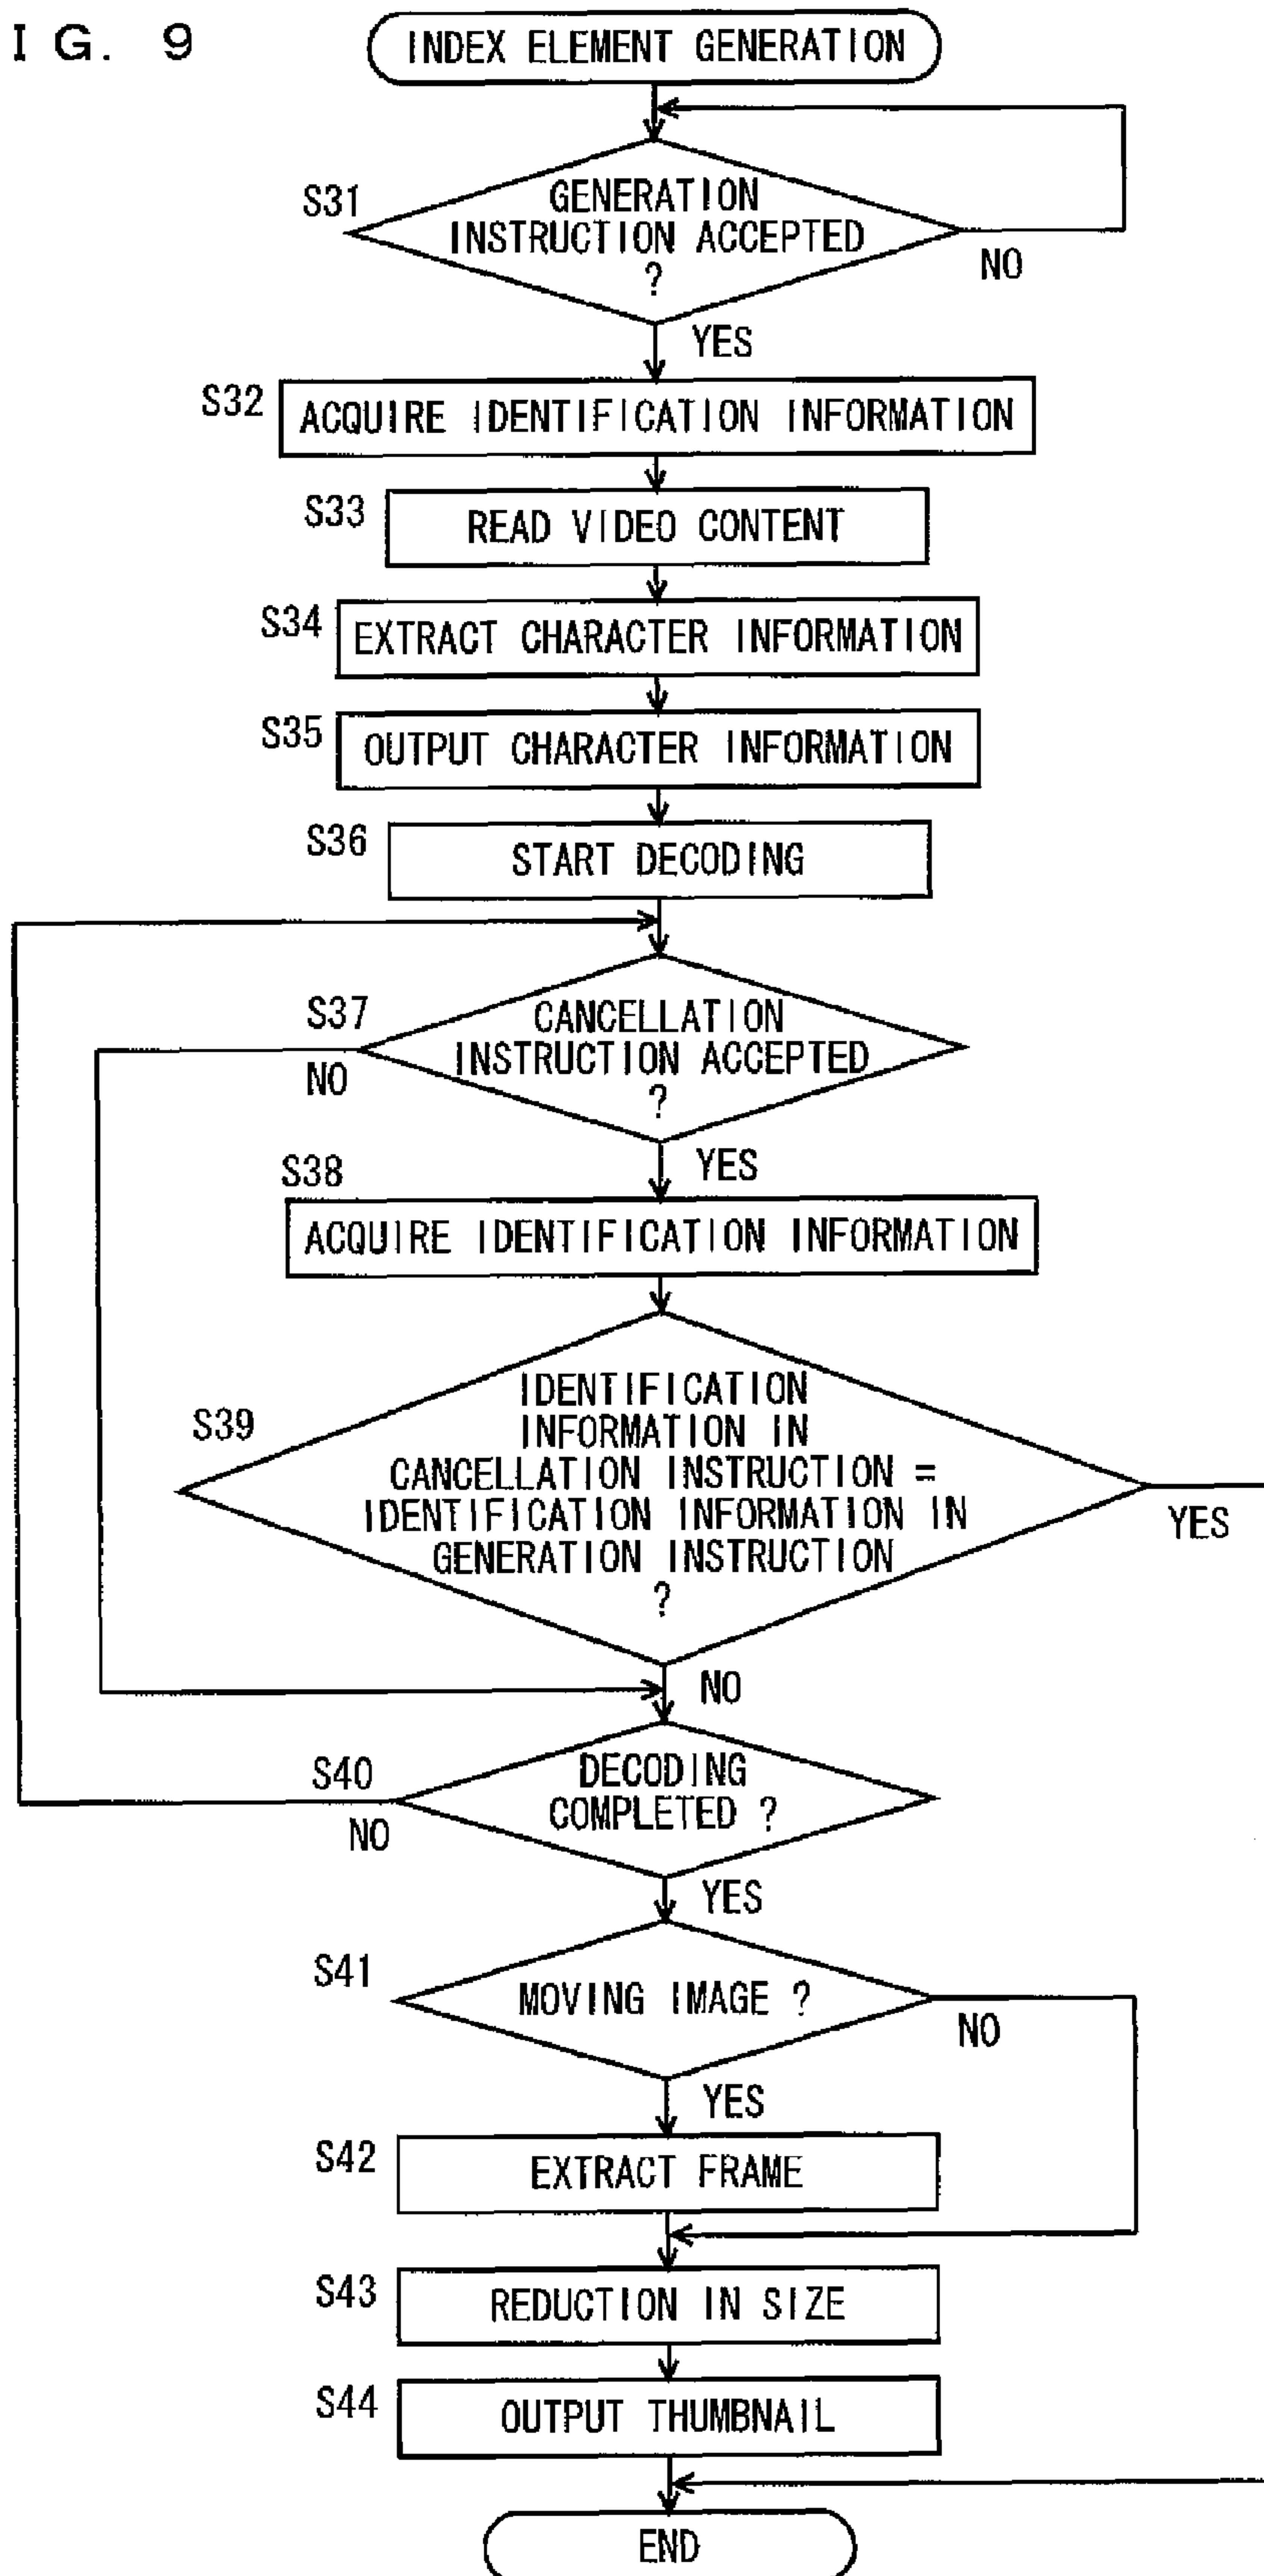 I G. 9
INDEX ELEMENT GENERATION
S31
GENERATION
INSTRUCTION ACCEPTED
?
NO
YES
S32
ACQUIRE IDENTIFICATION INFORMATION
S33
READ VIDEO CONTENT
S34
EXTRACT CHARACTER INFORMATION
S35
OUTPUT CHARACTER INFORMATION
S36
START DECODING
S37
CANCELLATION
INSTRUCTION ACCEPTED
?
NO
YES
S38
ACQUIRE IDENTIFICATION INFORMATION
S39
IDENTIFICATION
INFORMATION IN
CANCELLATION INSTRUCTION =
IDENTIFICATION INFORMATION IN
GENERATION INSTRUCTION
?
YES
NO
S40
DECODING
COMPLETED ?
NO
YES
S41
MOVING IMAGE ?
NO
YES
S42
EXTRACT FRAME
S43
REDUCTION IN SIZE
S44
OUTPUT THUMBNAIL
END